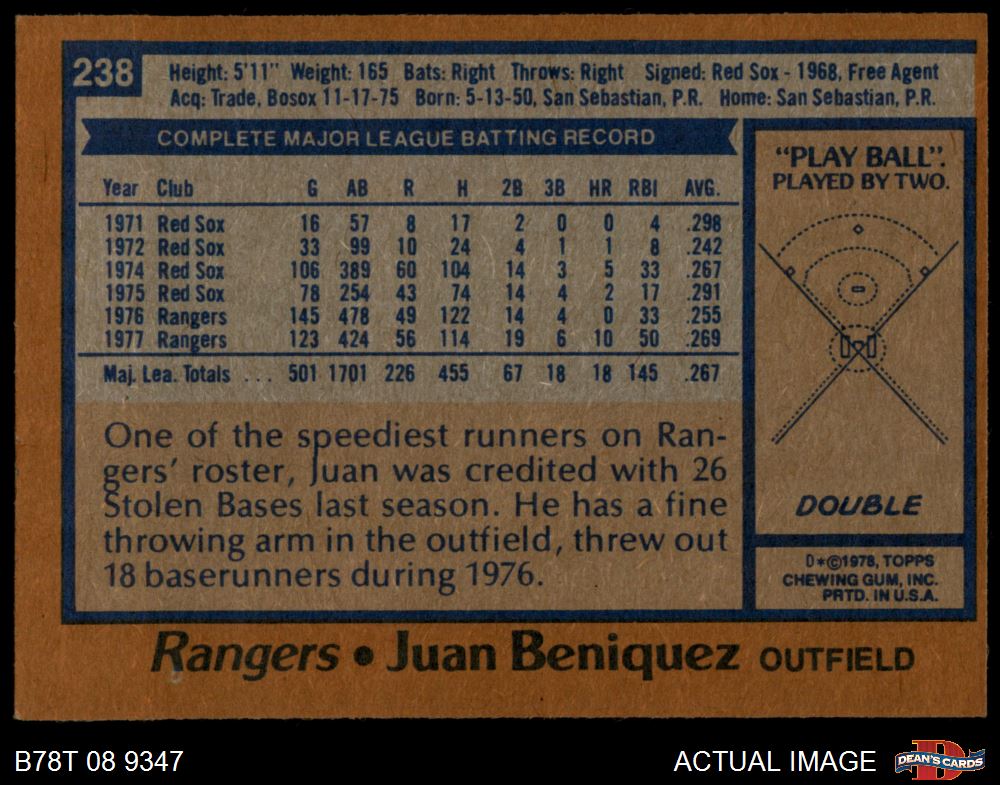 238
Height: 5'11" Weight: 165 Bats: Right Throws: Right Signed: Red Sox - 1968, Free Agent
Acq: Trade, Bosox 11-17-75 Born: 5-13-50, San Sebastian, P.R. Home: San Sebastian, P.R.
COMPLETE MAJOR LEAGUE BATTING RECORD
Year Club G AB R H 2B 3B HR RBI AVG.
1971 Red Sox 16 57 8 17 2 0 0 4 .298
1972 Red Sox 33 99 10 24 4 1 1 8 .242
1974 Red Sox 106 389 60 104 14 3 5 33 .267
1975 Red Sox 78 254 43 74 14 4 2 17 .291
1976 Rangers 145 478 49 122 14 4 0 33 .255
1977 Rangers 123 424 56 114 19 6 10 50 .269
Maj. Lea. Totals ... 501 1701 226 455 67 18 18 145 .267
One of the speediest runners on Ran-
gers' roster, Juan was credited with 26
Stolen Bases last season. He has a fine
throwing arm in the outfield, threw out
18 baserunners during 1976.
"PLAY BALL".
PLAYED BY TWO.
DOUBLE
D*©1978, TOPPS
CHEWING GUM, INC.
PRTD. IN U.S.A.
Rangers • Juan Beniquez OUTFIELD
B78T 08 9347
ACTUAL IMAGE
D
DEAN'S CARDS